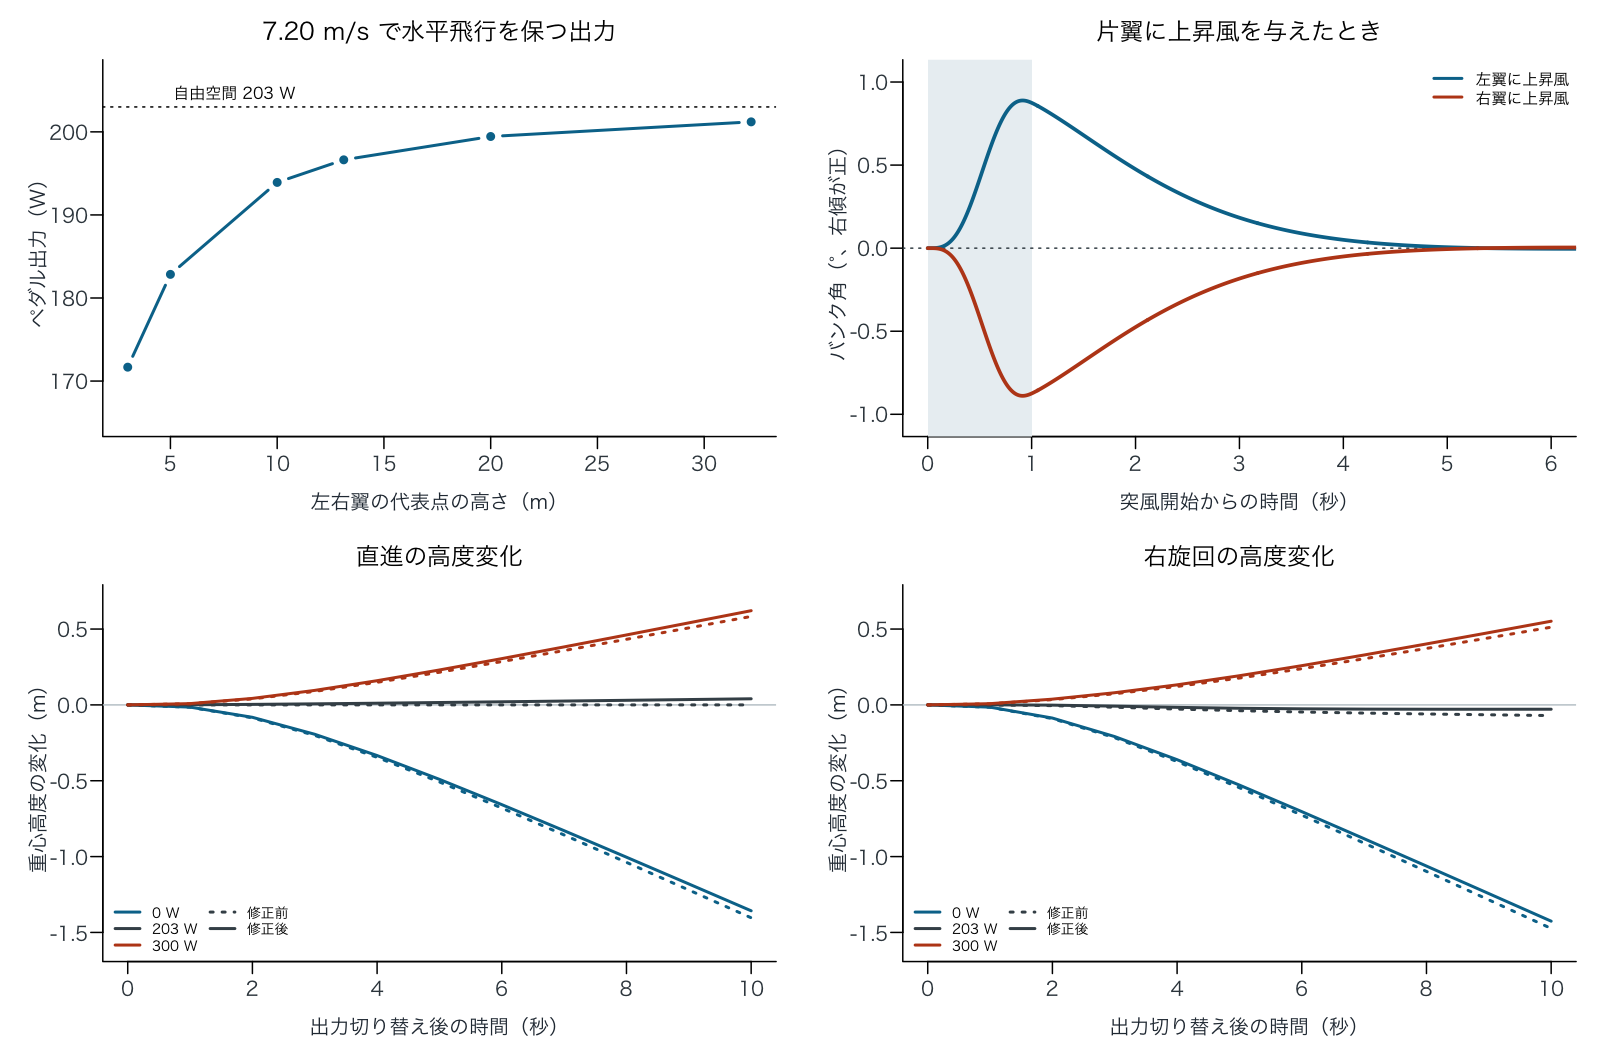 7.20 m/s で水平飛行を保つ出力
自由空間 203 W
ペダル出力（W）
200
190
180
170
5 10 15 20 25 30
左右翼の代表点の高さ（m）
片翼に上昇風を与えたとき
左翼に上昇風
右翼に上昇風
バンク角（°、右傾が正）
1.0
0.5
0.0
-0.5
-1.0
0 1 2 3 4 5 6
突風開始からの時間（秒）
直進の高度変化
重心高度の変化（m）
0.5
0.0
-0.5
-1.0
-1.5
0 W 修正前
203 W 修正後
300 W
0 2 4 6 8 10
出力切り替え後の時間（秒）
右旋回の高度変化
重心高度の変化（m）
0.5
0.0
-0.5
-1.0
-1.5
0 W 修正前
203 W 修正後
300 W
0 2 4 6 8 10
出力切り替え後の時間（秒）